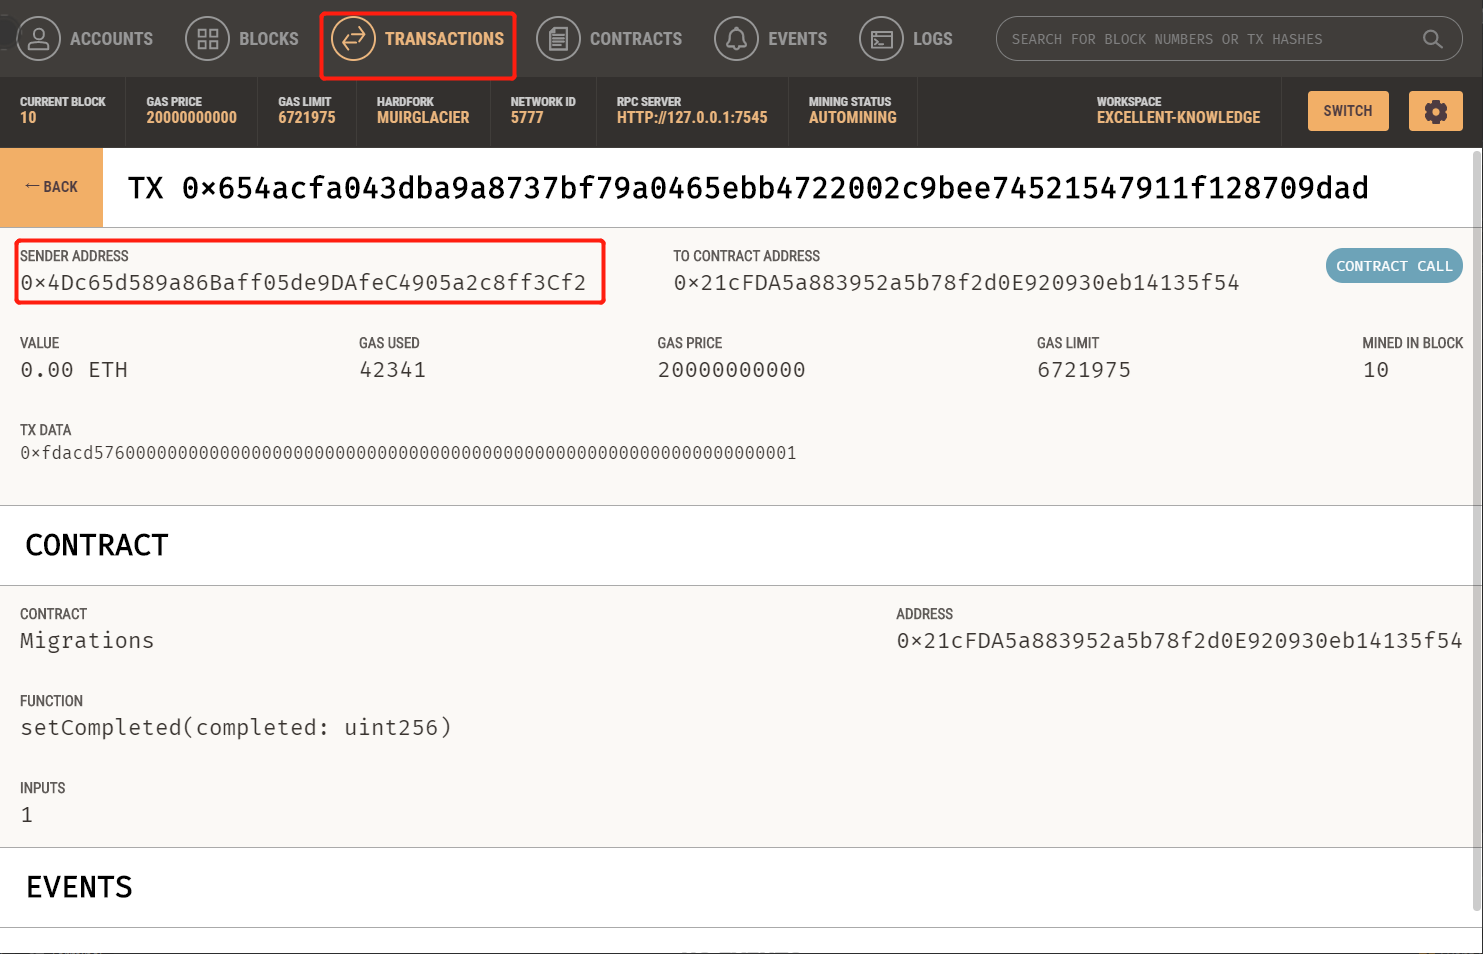 ACCOUNTS BLOCKS TRANSACTIONS CONTRACTS EVENTS LOGS SEARCH FOR BLOCK NUMBERS OR TX HASHES
CURRENT BLOCK GAS PRICE GAS LIMIT HARDFORK NETWORK ID RPC SERVER MINING STATUS WORKSPACE
10 20000000000 6721975 MUIRGLACIER 5777 HTTP://127.0.0.1:7545 AUTOMINING EXCELLENT-KNOWLEDGE SWITCH
← BACK TX 0×654acfa043dba9a8737bf79a0465ebb4722002c9bee74521547911f128709dad
SENDER ADDRESS TO CONTRACT ADDRESS
0×4Dc65d589a86Baff05de9DAfeC4905a2c8ff3Cf2 0×21cFDA5a883952a5b78f2d0E920930eb14135f54 CONTRACT CALL
VALUE GAS USED GAS PRICE GAS LIMIT MINED IN BLOCK
0.00 ETH 42341 20000000000 6721975 10
TX DATA
0×fdacd5760000000000000000000000000000000000000000000000000000000000000001
CONTRACT
CONTRACT ADDRESS
Migrations 0×21cFDA5a883952a5b78f2d0E920930eb14135f54
FUNCTION
setCompleted(completed: uint256)
INPUTS
1
EVENTS